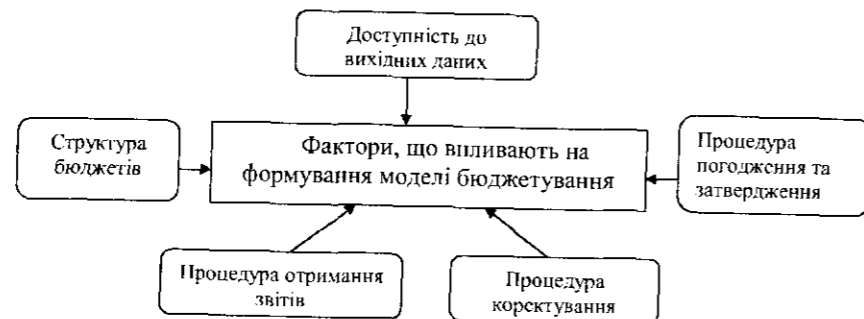 Доступність до
вихідних даних
Структура
бюджетів
Фактори, що впливають на
формування моделі бюджетування
Процедура
погодження та
затвердження
Процедура отримання
звітів
Процедура
коректування